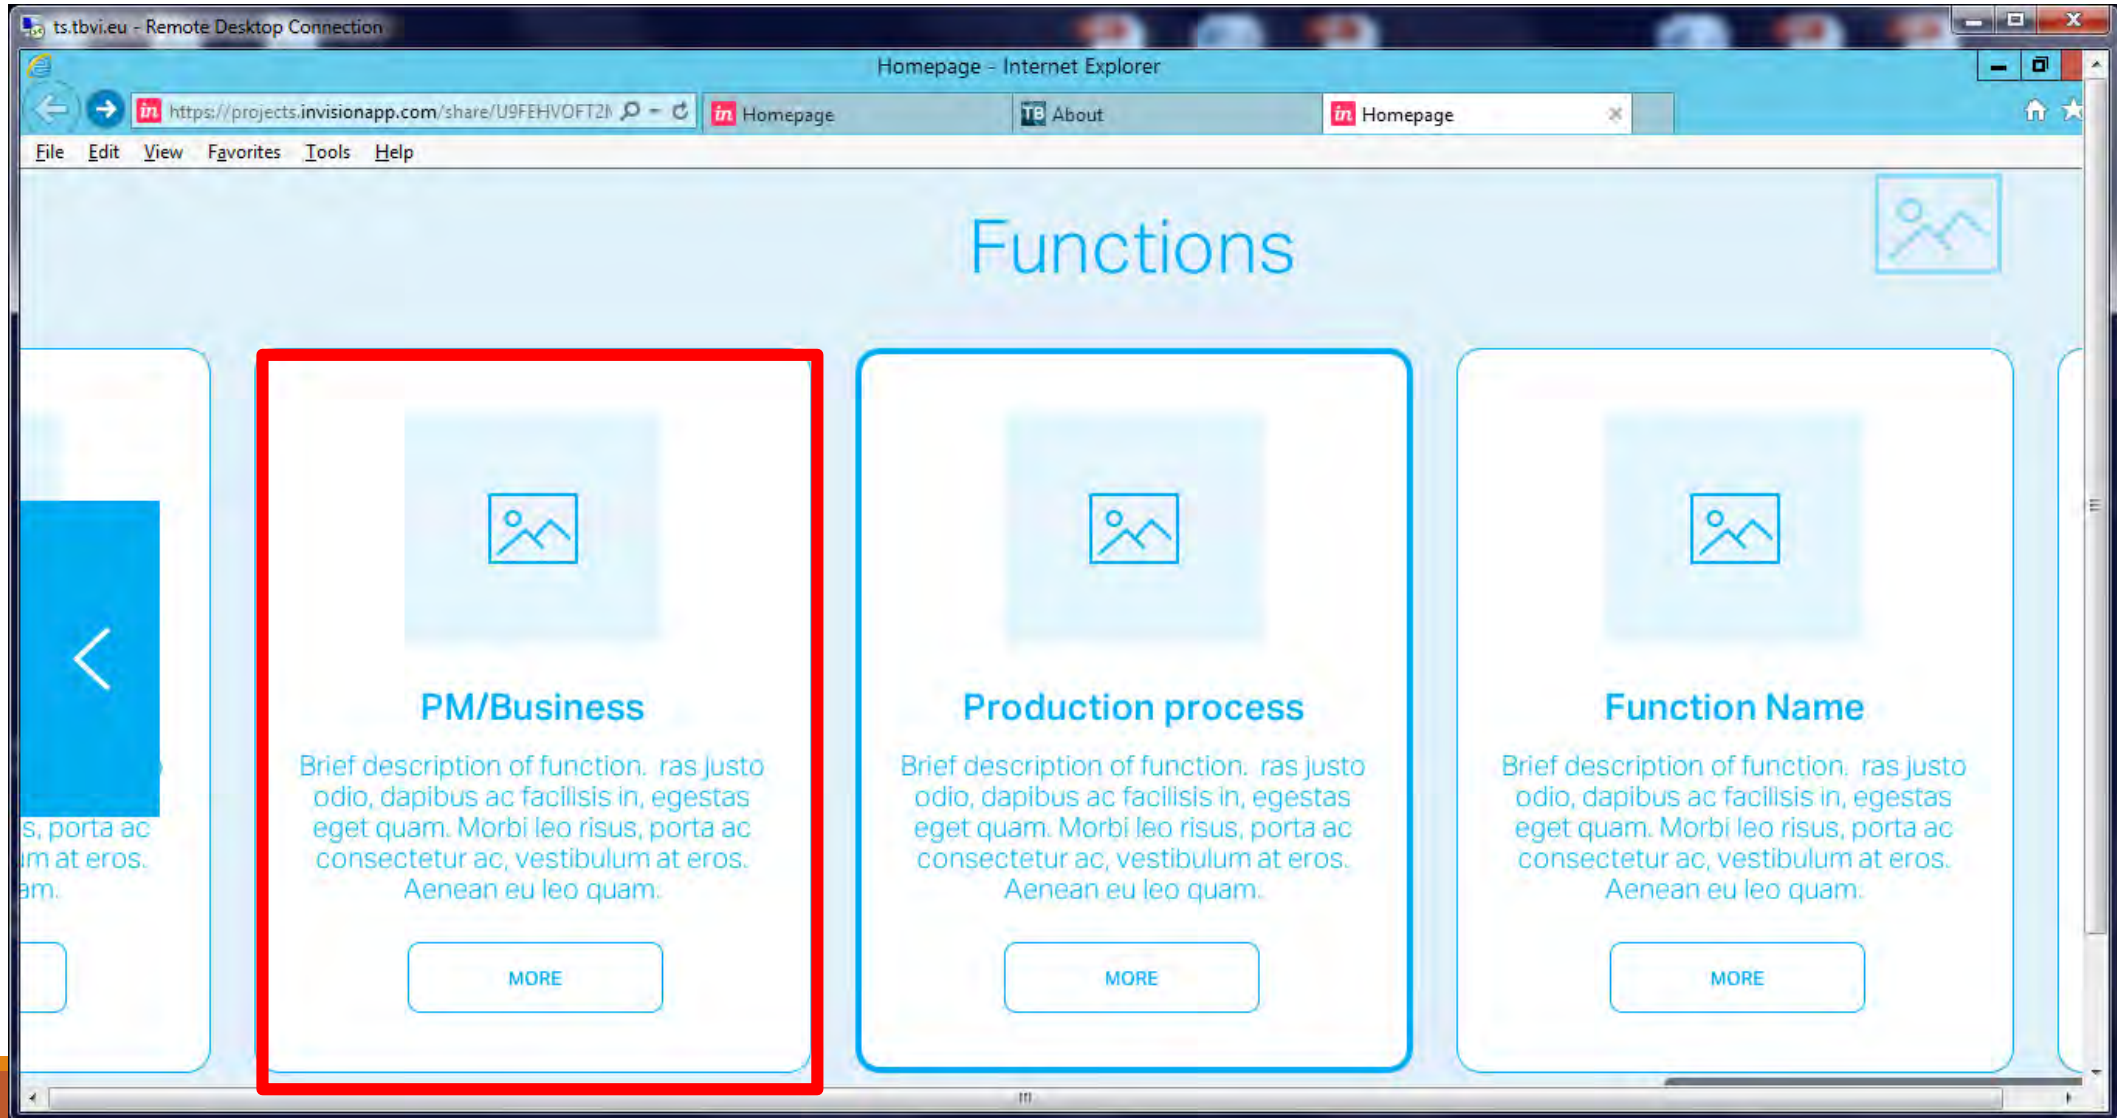 ts.tbvi.eu - Remote Desktop Connection
Homepage - Internet Explorer
https://projects.invisionapp.com/share/U9FEHVOFT2
Homepage
About
Homepage
File Edit View Favorites Tools Help
Functions
PM/Business
Brief description of function. ras justo
odio, dapibus ac facilisis in, egestas
eget quam. Morbi leo risus, porta ac
consectetur ac, vestibulum at eros.
Aenean eu leo quam.
MORE
Production process
Brief description of function. ras justo
odio, dapibus ac facilisis in, egestas
eget quam. Morbi leo risus, porta ac
consectetur ac, vestibulum at eros.
Aenean eu leo quam.
MORE
Function Name
Brief description of function. ras justo
odio, dapibus ac facilisis in, egestas
eget quam. Morbi leo risus, porta ac
consectetur ac, vestibulum at eros.
Aenean eu leo quam.
MORE
s, porta ac
m at eros.
am.